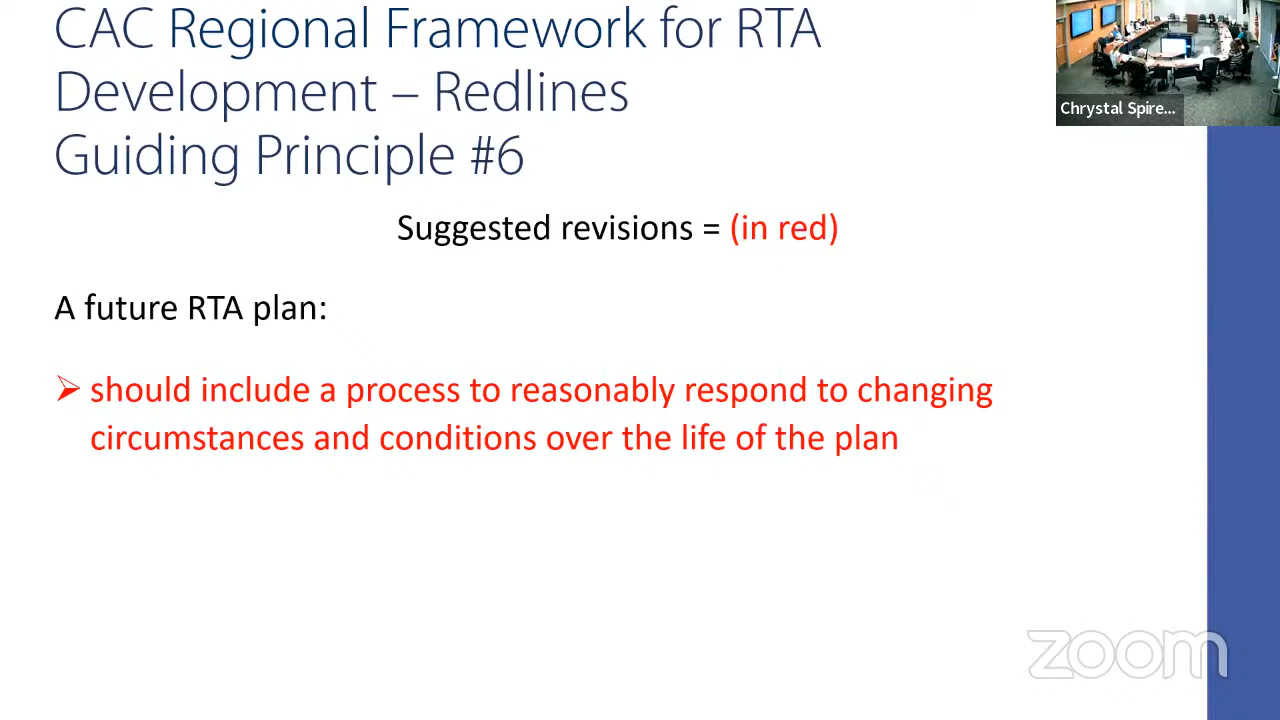 CAC Regional Framework for RTA
Development – Redlines
Guiding Principle #6
Chrystal Spire...
Suggested revisions = (in red)
A future RTA plan:
should include a process to reasonably respond to changing
circumstances and conditions over the life of the plan
zoom